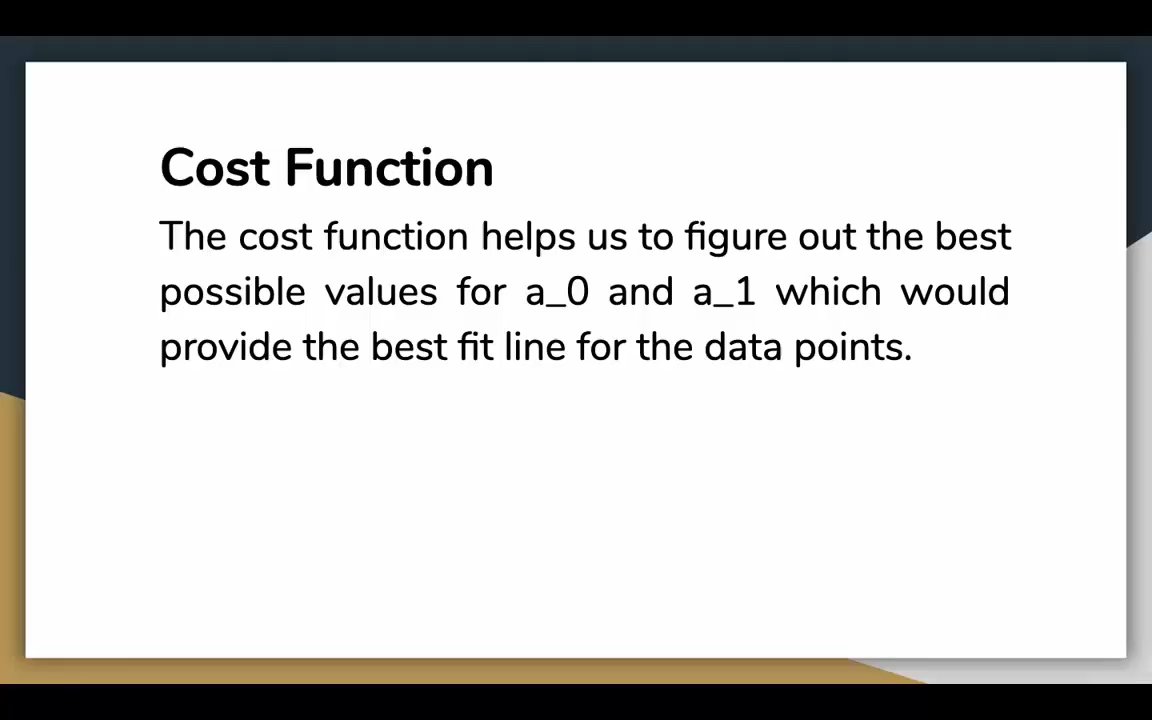 Cost Function
The cost function helps us to figure out the best
possible values for a_0 and a_1 which would
provide the best fit line for the data points.